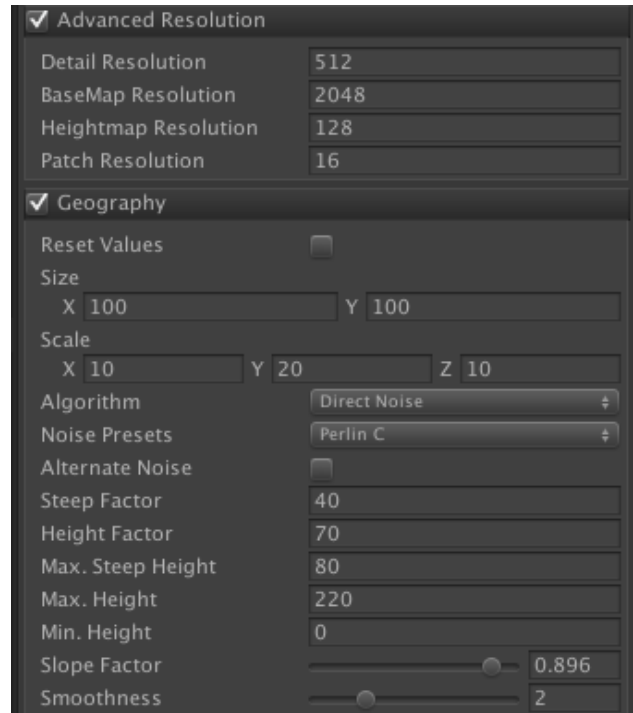 Advanced Resolution
Detail Resolution 512
BaseMap Resolution 2048
Heightmap Resolution 128
Patch Resolution 16
Geography
Reset Values
Size
X 100 Y 100
Scale
X 10 Y 20 Z 10
Algorithm Direct Noise
Noise Presets Perlin C
Alternate Noise
Steep Factor 40
Height Factor 70
Max. Steep Height 80
Max. Height 220
Min. Height 0
Slope Factor 0.896
Smoothness 2